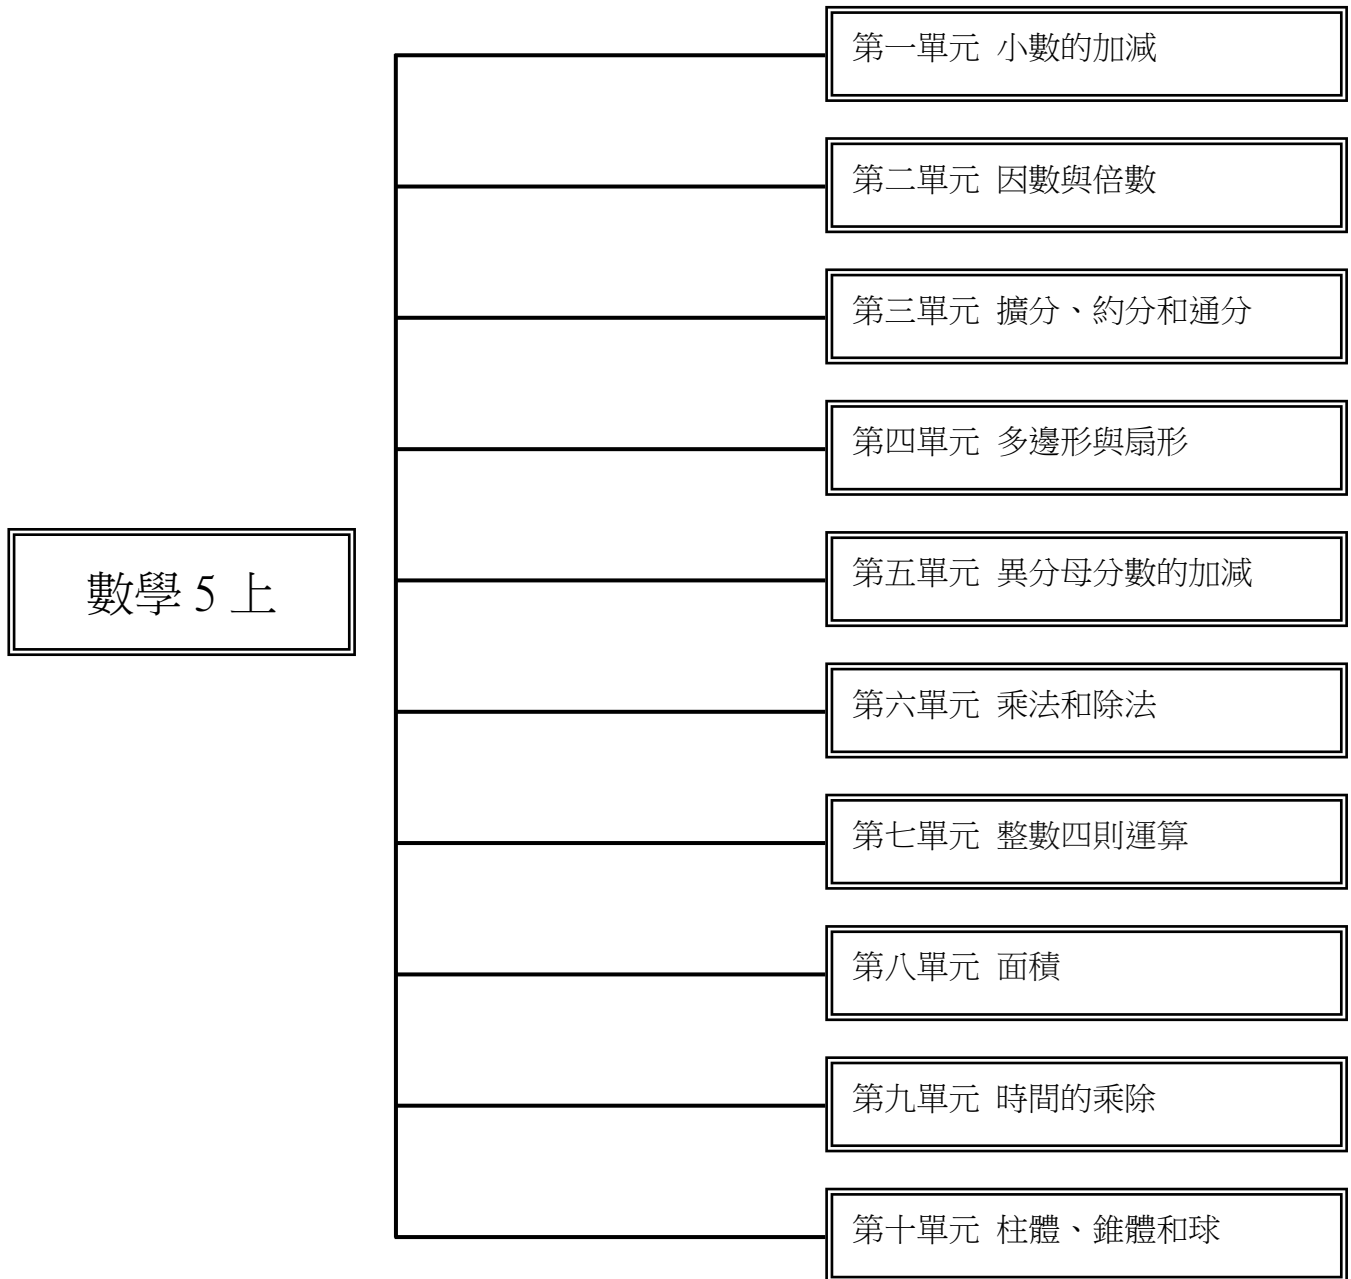 第一單元 小數的加減
第二單元 因數與倍數
第三單元 擴分、約分和通分
第四單元 多邊形與扇形
數學 5 上
第五單元 異分母分數的加減
第六單元 乘法和除法
第七單元 整數四則運算
第八單元 面積
第九單元 時間的乘除
第十單元 柱體、錐體和球